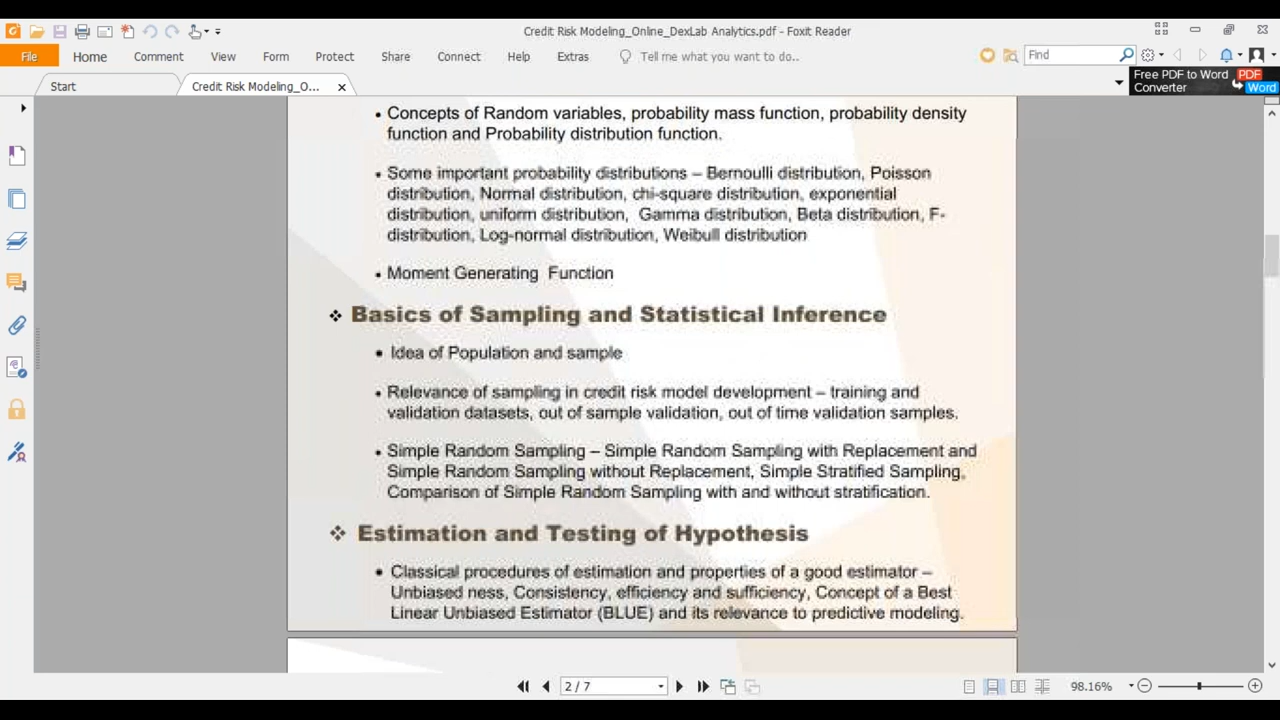 Credit Risk Modeling_Online_DexLab Analytics.pdf - Foxit Reader
File Home Comment View Form Protect Share Connect Help Extras Tell me what you want to do.. Find
Start Credit Risk Modeling_O... Free PDF to Word Converter PDF Word
• Concepts of Random variables, probability mass function, probability density
function and Probability distribution function.
• Some important probability distributions – Bernoulli distribution, Poisson
distribution, Normal distribution, chi-square distribution, exponential
distribution, uniform distribution, Gamma distribution, Beta distribution, F-
distribution, Log-normal distribution, Weibull distribution
• Moment Generating Function
❖ Basics of Sampling and Statistical Inference
• Idea of Population and sample
• Relevance of sampling in credit risk model development – training and
validation datasets, out of sample validation, out of time validation samples.
• Simple Random Sampling – Simple Random Sampling with Replacement and
Simple Random Sampling without Replacement, Simple Stratified Sampling,
Comparison of Simple Random Sampling with and without stratification.
❖ Estimation and Testing of Hypothesis
• Classical procedures of estimation and properties of a good estimator –
Unbiased ness, Consistency, efficiency and sufficiency, Concept of a Best
Linear Unbiased Estimator (BLUE) and its relevance to predictive modeling.
2 / 7 98.16%